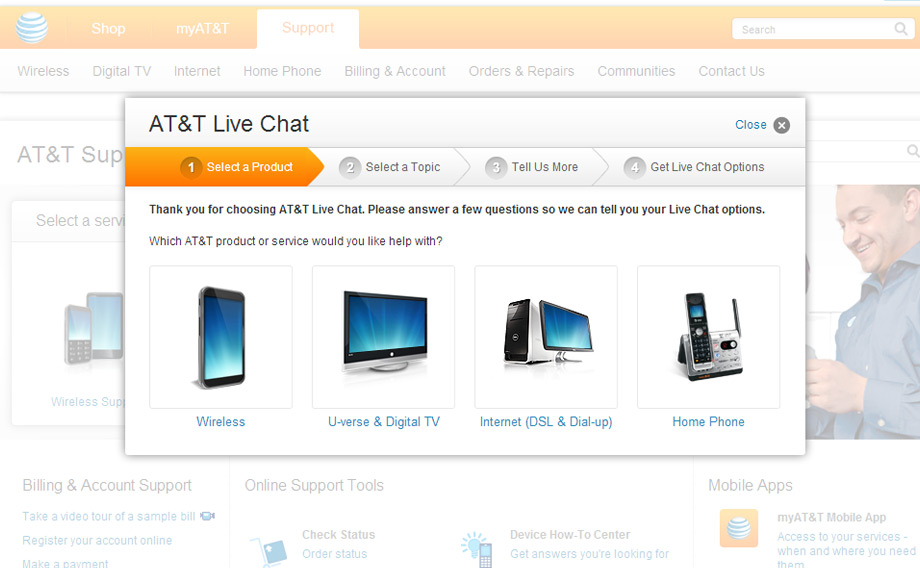 Shop myAT&T Support Search
Wireless Digital TV Internet Home Phone Billing & Account Orders & Repairs Communities Contact Us
AT&T Live Chat Close
AT&T Sup
1 Select a Product 2 Select a Topic 3 Tell Us More 4 Get Live Chat Options
Thank you for choosing AT&T Live Chat. Please answer a few questions so we can tell you your Live Chat options.
Select a servi
Which AT&T product or service would you like help with?
Wireless Supp
Wireless U-verse & Digital TV Internet (DSL & Dial-up) Home Phone
Billing & Account Support Online Support Tools Mobile Apps
Take a video tour of a sample bill myAT&T Mobile App
Check Status Device How-To Center Access to your services -
Register your account online Order status Get answers you're looking for when and where you need
Make a payment them